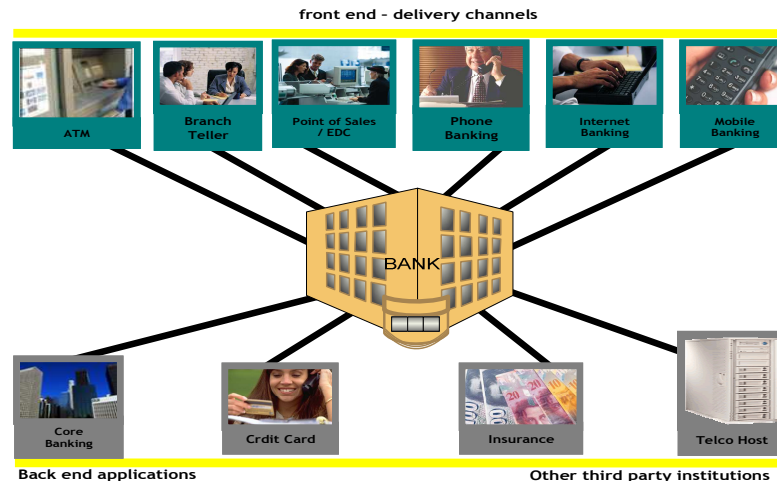 front end - delivery channels
ATM
Branch
Teller
Point of Sales
/ EDC
Phone
Banking
Internet
Banking
Mobile
Banking
BANK
Core
Banking
Crdit Card
Insurance
Telco Host
Back end applications
Other third party institutions